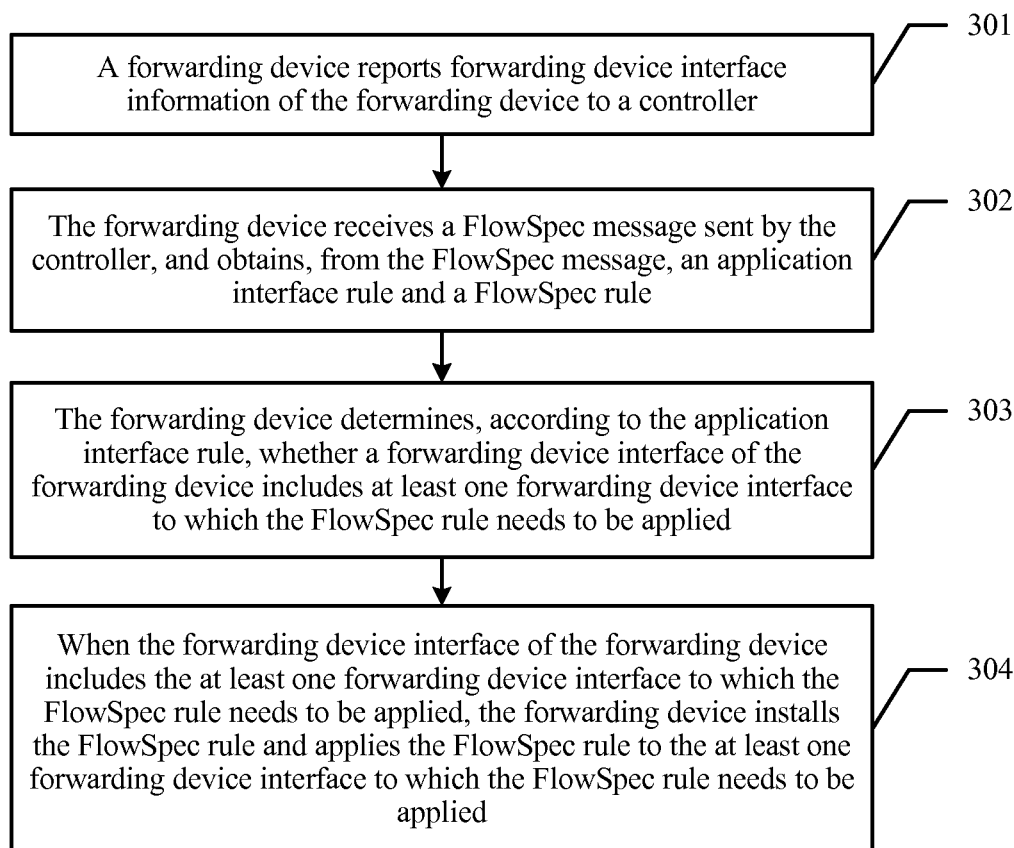 301
A forwarding device reports forwarding device interface
information of the forwarding device to a controller
302
The forwarding device receives a FlowSpec message sent by the
controller, and obtains, from the FlowSpec message, an application
interface rule and a FlowSpec rule
303
The forwarding device determines, according to the application
interface rule, whether a forwarding device interface of the
forwarding device includes at least one forwarding device interface
to which the FlowSpec rule needs to be applied
304
When the forwarding device interface of the forwarding device
includes the at least one forwarding device interface to which the
FlowSpec rule needs to be applied, the forwarding device installs
the FlowSpec rule and applies the FlowSpec rule to the at least one
forwarding device interface to which the FlowSpec rule needs to be
applied